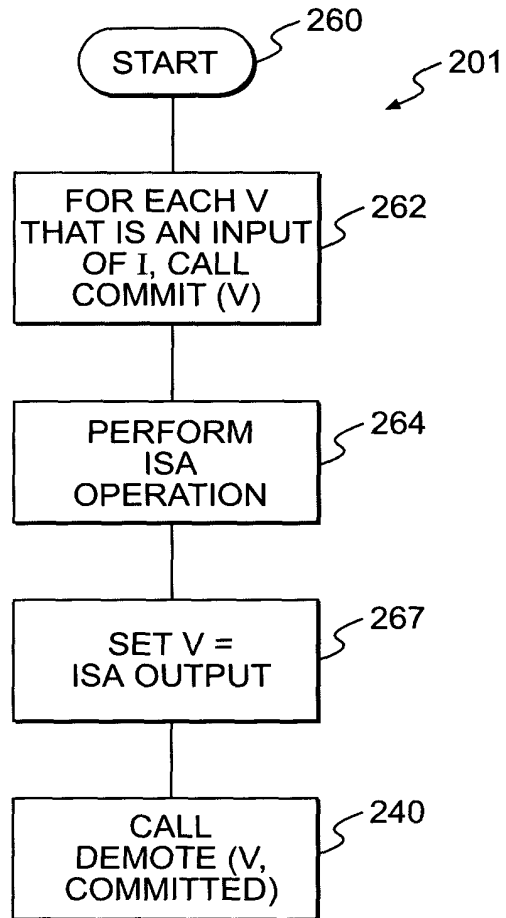 START
260
201
FOR EACH V
THAT IS AN INPUT
OF I, CALL
COMMIT (V)
262
PERFORM
ISA
OPERATION
264
SET V =
ISA OUTPUT
267
CALL
DEMOTE (V,
COMMITTED)
240